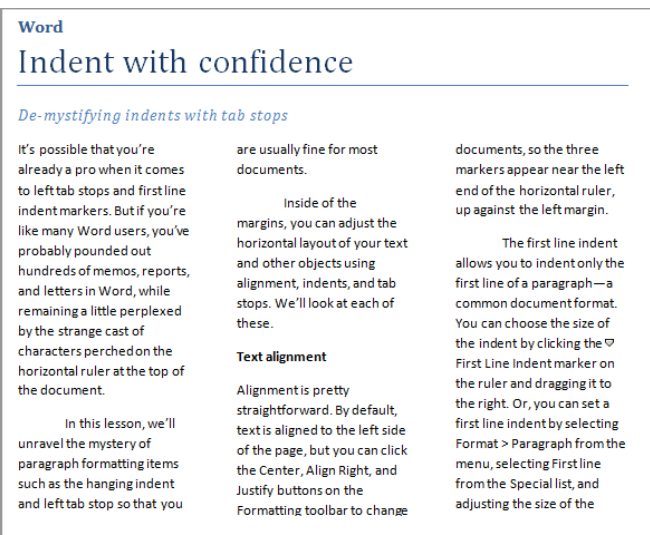 Word
Indent with confidence
De-mystifying indents with tab stops
It's possible that you're
already a pro when it comes
to left tab stops and first line
indent markers. But if you're
like many Word users, you've
probably pounded out
hundreds of memos, reports,
and letters in Word, while
remaining a little perplexed
by the strange cast of
characters perched on the
horizontal ruler at the top of
the document.
In this lesson, we'll
unravel the mystery of
paragraph formatting items
such as the hanging indent
and left tab stop so that you
are usually fine for most
documents.
Inside of the
margins, you can adjust the
horizontal layout of your text
and other objects using
alignment, indents, and tab
stops. We'll look at each of
these.
Text alignment
Alignment is pretty
straightforward. By default,
text is aligned to the left side
of the page, but you can click
the Center, Align Right, and
Justify buttons on the
Formatting toolbar to change
documents, so the three
markers appear near the left
end of the horizontal ruler,
up against the left margin.
The first line indent
allows you to indent only the
first line of a paragraph—a
common document format.
You can choose the size of
the indent by clicking the
First Line Indent marker on
the ruler and dragging it to
the right. Or, you can set a
first line indent by selecting
Format > Paragraph from the
menu, selecting First line
from the Special list, and
adjusting the size of the